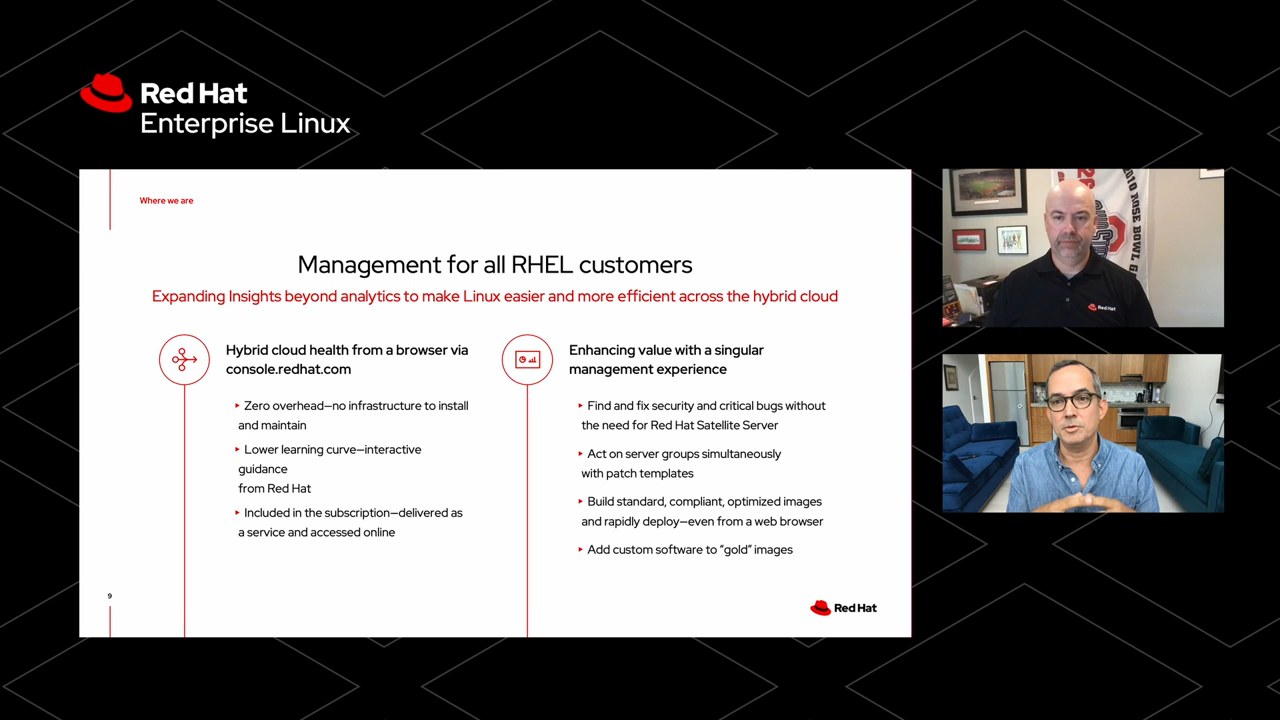 Red Hat
Enterprise Linux
Where we are
Management for all RHEL customers
Expanding Insights beyond analytics to make Linux easier and more efficient across the hybrid cloud
Hybrid cloud health from a browser via
console.redhat.com
‣ Zero overhead—no infrastructure to install
and maintain
‣ Lower learning curve—interactive
guidance
from Red Hat
‣ Included in the subscription—delivered as
a service and accessed online
Enhancing value with a singular
management experience
‣ Find and fix security and critical bugs without
the need for Red Hat Satellite Server
‣ Act on server groups simultaneously
with patch templates
‣ Build standard, compliant, optimized images
and rapidly deploy—even from a web browser
‣ Add custom software to “gold” images
9
Red Hat
2010 ROSE BOWL
Red Hat